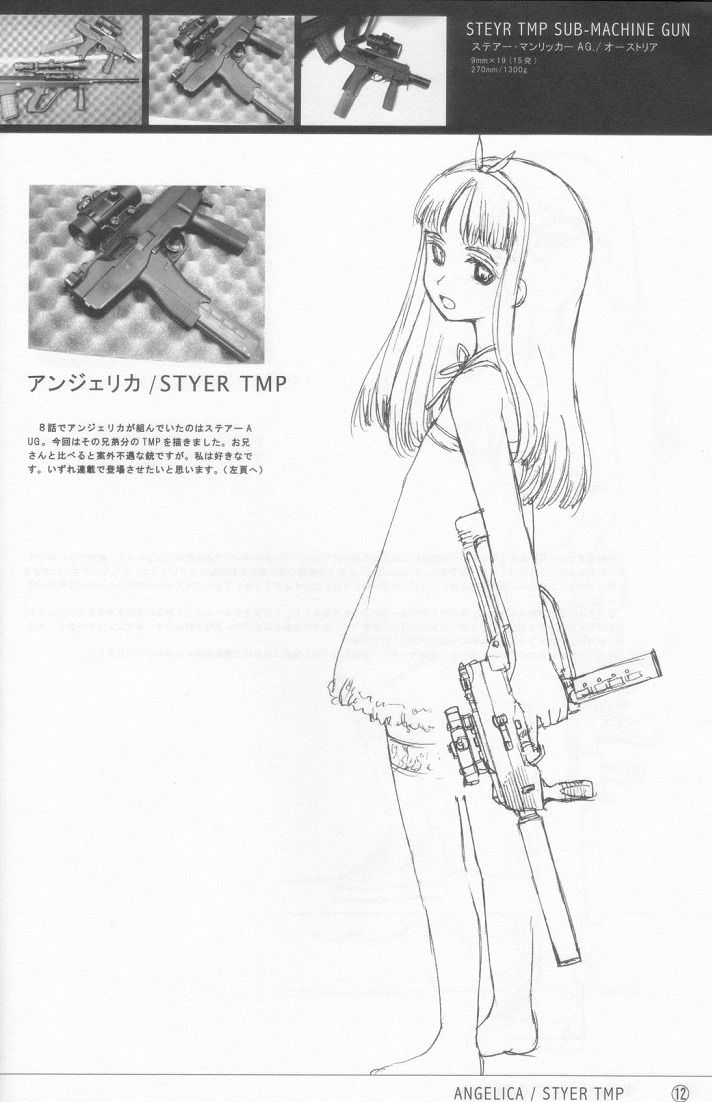 STEYR TMP SUB-MACHINE GUN
ステアー・マンリッカー AG./ オーストリア
9mm×19 (15発)
270mm/1300g
アンジェリカ /STYER TMP
8話でアンジェリカが組んでいたのはステアーA
UG。今回はその兄弟分のTMPを描きました。お兄
さんと比べると案外不遇な銃ですが。私は好きなで
す。いずれ連載で登場させたいと思います。(左頁へ)
ANGELICA / STYER TMP ⑫